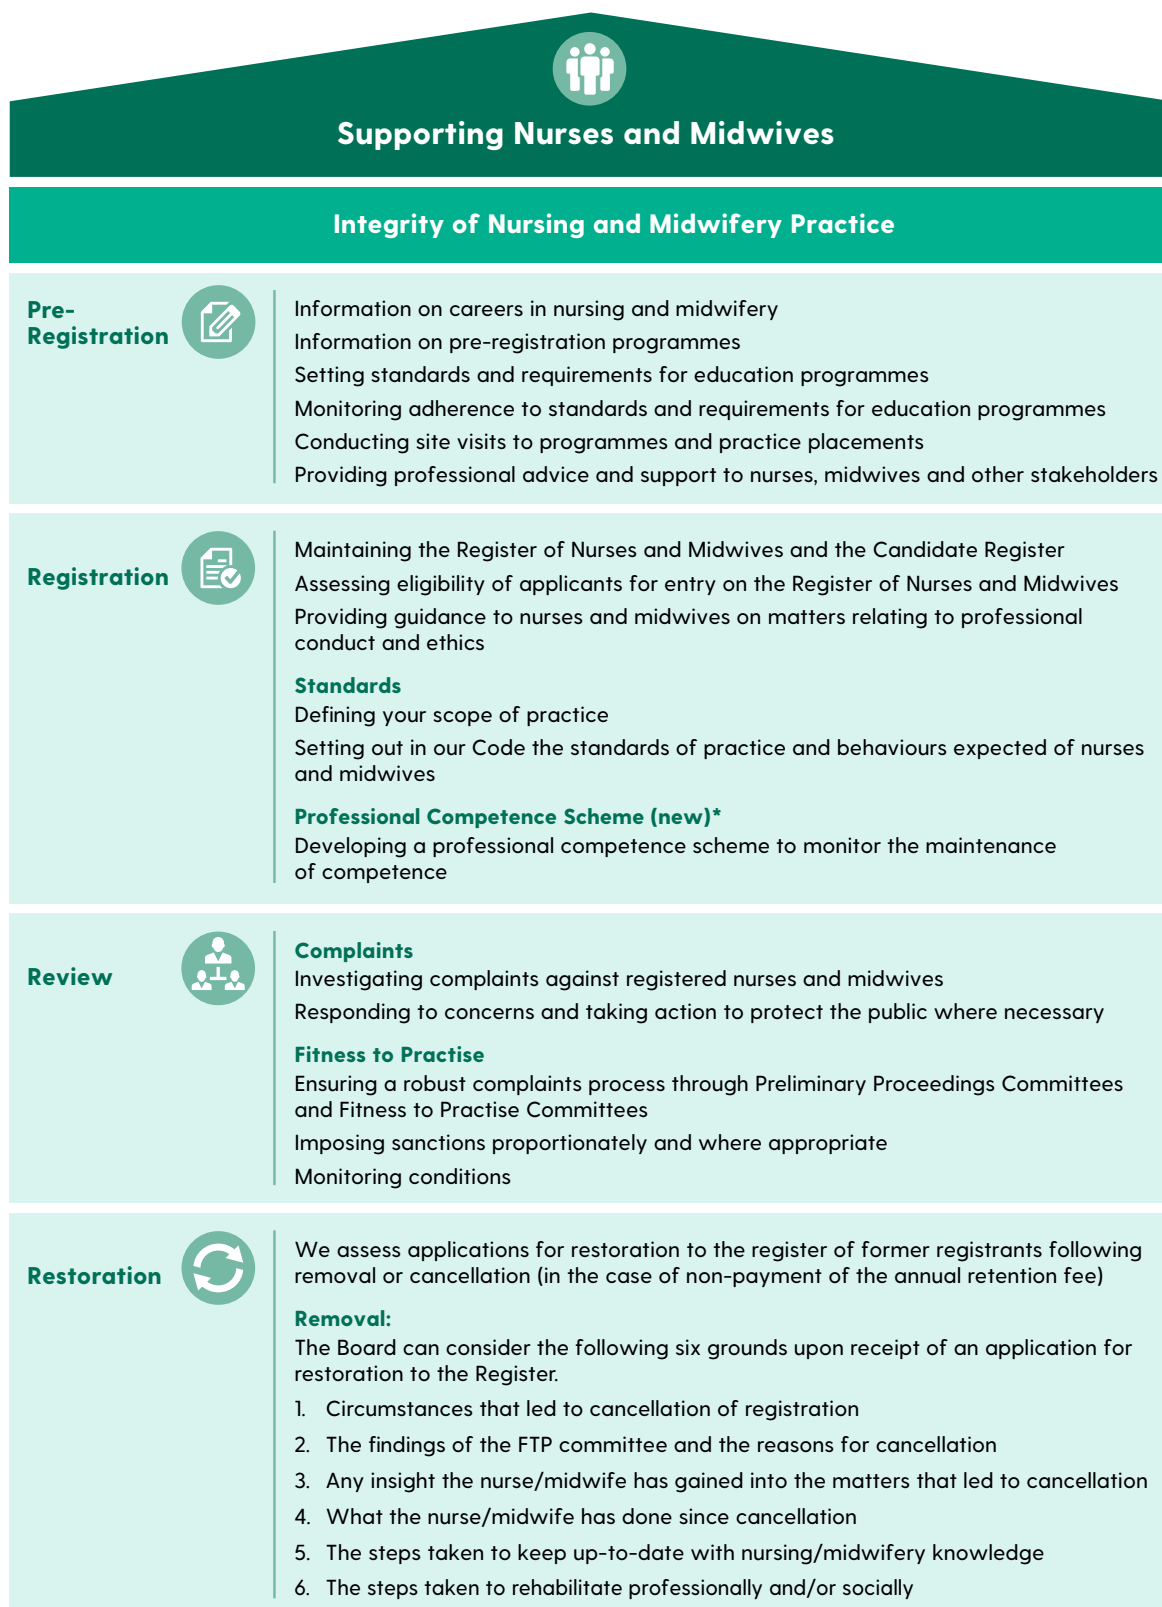 Supporting Nurses and Midwives
Integrity of Nursing and Midwifery Practice
Pre-
Registration
Information on careers in nursing and midwifery
Information on pre-registration programmes
Setting standards and requirements for education programmes
Monitoring adherence to standards and requirements for education programmes
Conducting site visits to programmes and practice placements
Providing professional advice and support to nurses, midwives and other stakeholders
Registration
Maintaining the Register of Nurses and Midwives and the Candidate Register
Assessing eligibility of applicants for entry on the Register of Nurses and Midwives
Providing guidance to nurses and midwives on matters relating to professional
conduct and ethics
Standards
Defining your scope of practice
Setting out in our Code the standards of practice and behaviours expected of nurses
and midwives
Professional Competence Scheme (new)*
Developing a professional competence scheme to monitor the maintenance
of competence
Review
Complaints
Investigating complaints against registered nurses and midwives
Responding to concerns and taking action to protect the public where necessary
Fitness to Practise
Ensuring a robust complaints process through Preliminary Proceedings Committees
and Fitness to Practise Committees
Imposing sanctions proportionately and where appropriate
Monitoring conditions
Restoration
We assess applications for restoration to the register of former registrants following
removal or cancellation (in the case of non-payment of the annual retention fee)
Removal:
The Board can consider the following six grounds upon receipt of an application for
restoration to the Register.
1. Circumstances that led to cancellation of registration
2. The findings of the FTP committee and the reasons for cancellation
3. Any insight the nurse/midwife has gained into the matters that led to cancellation
4. What the nurse/midwife has done since cancellation
5. The steps taken to keep up-to-date with nursing/midwifery knowledge
6. The steps taken to rehabilitate professionally and/or socially